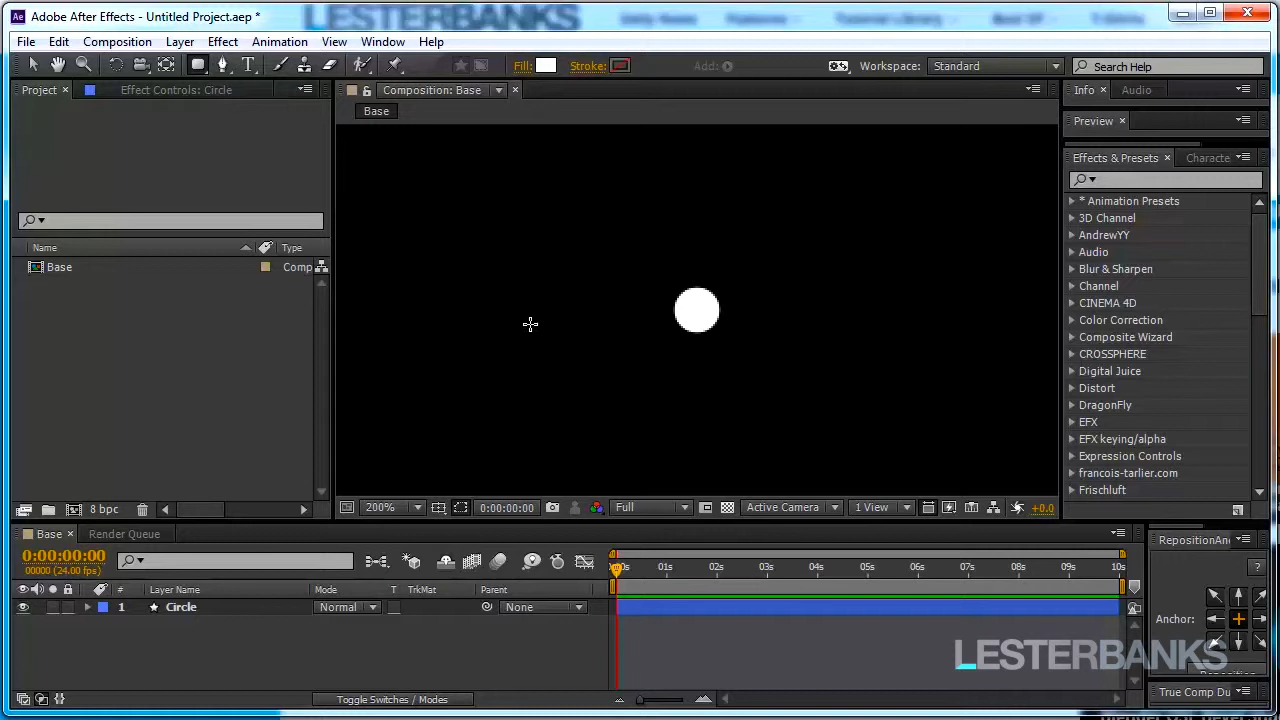 LESTERBANKS
Adobe After Effects - Untitled Project.aep *
File Edit Composition Layer Effect Animation View Window Help
Fill: Stroke: Add: Workspace: Standard Search Help
Project Effect Controls: Circle Composition: Base Info Audio
Base
Preview
Effects & Presets Characte
Name Type
Base Comp
* Animation Presets
3D Channel
AndrewYY
Audio
Blur & Sharpen
Channel
CINEMA 4D
Color Correction
Composite Wizard
CROSSPHERE
Digital Juice
Distort
DragonFly
EFX
EFX keying/alpha
Expression Controls
francois-tarlier.com
Frischluft
8 bpc 200% 0:00:00:00 Full Active Camera 1 View +0.0
Base Render Queue
RepositionAn
0:00:00:00
00000 (24.00 fps)
00s 01s 02s 03s 04s 05s 06s 07s 08s 09s 10s
?
# Layer Name Mode T TrkMat Parent
1 Circle Normal None
Anchor:
LESTERBANKS
Toggle Switches / Modes
True Comp Du